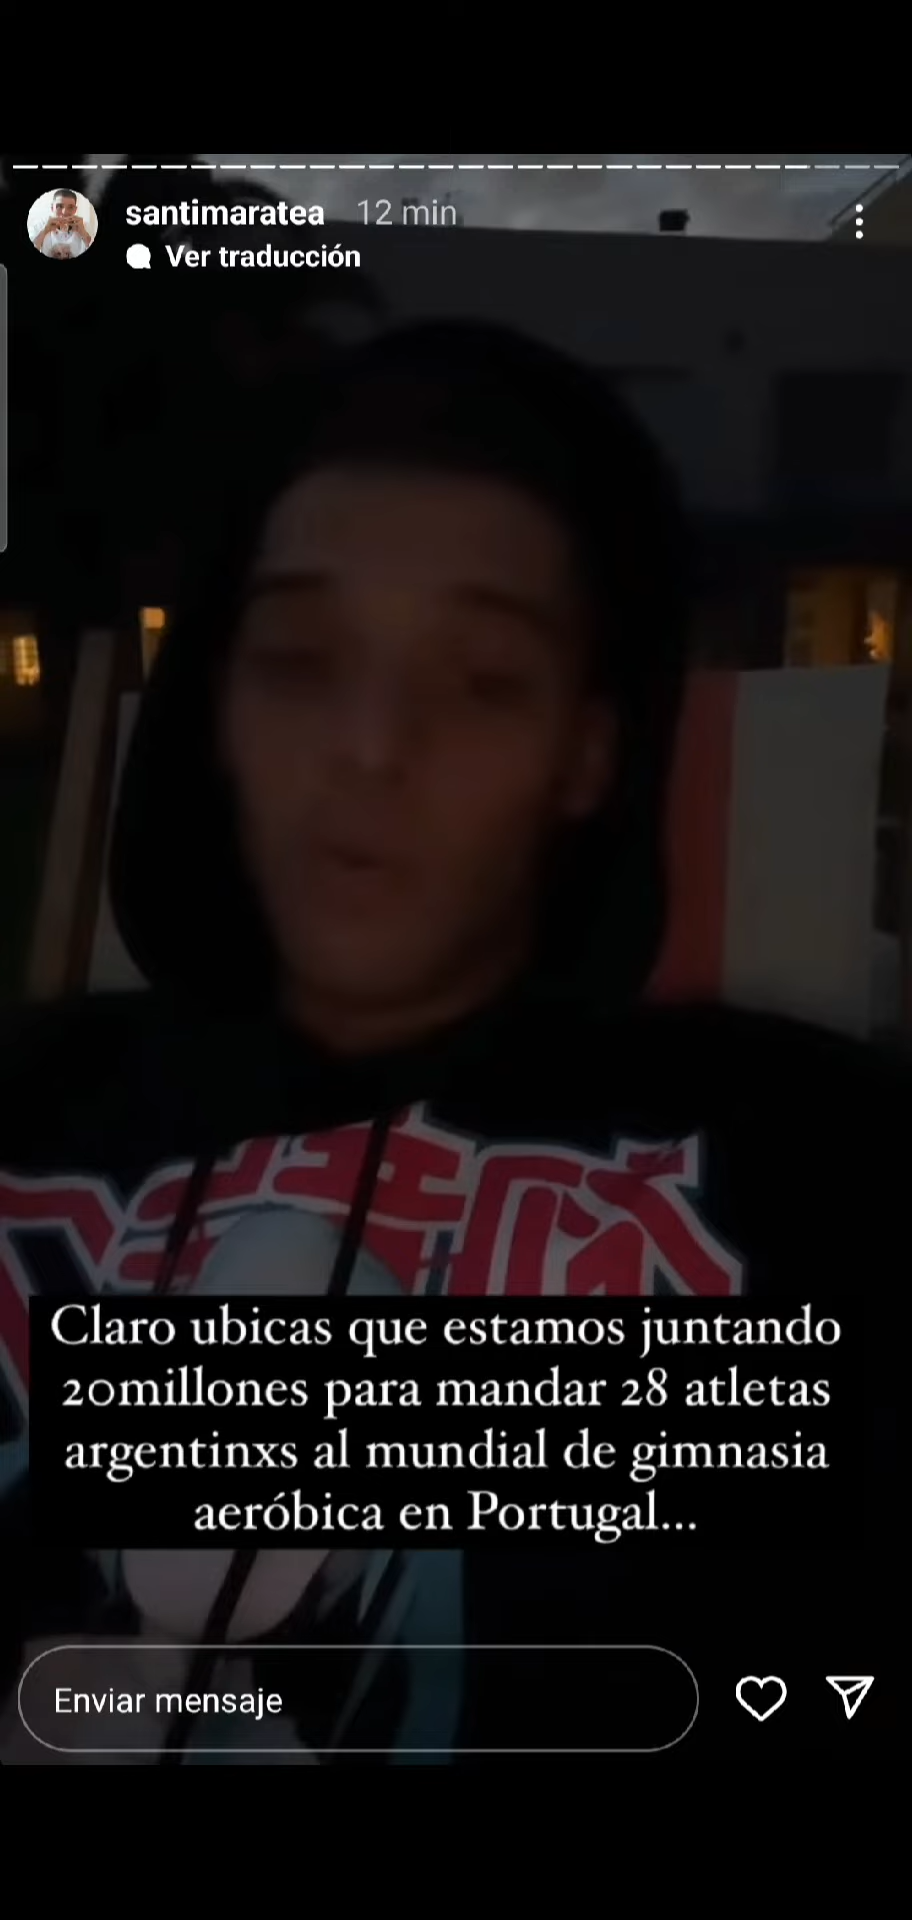 santimaratea 12 min
Ver traducción
Claro ubicas que estamos juntando
20millones para mandar 28 atletas
argentinxs al mundial de gimnasia
aeróbica en Portugal...
Enviar mensaje